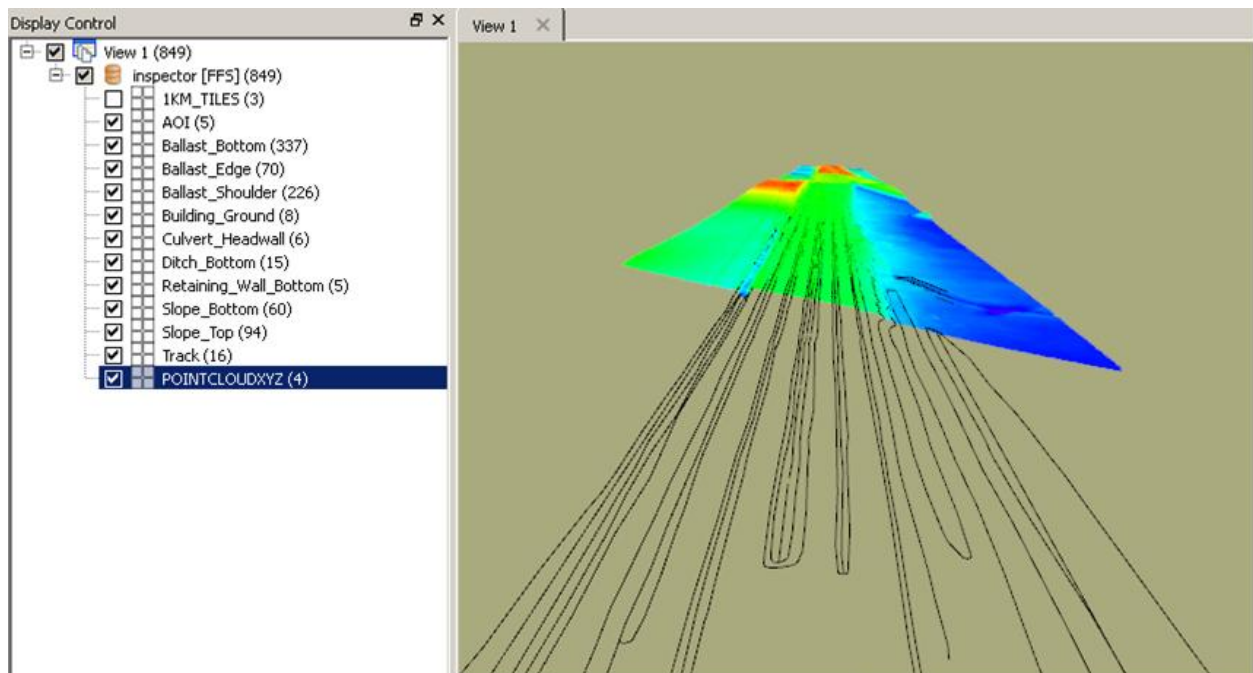 Display Control
View 1
View 1 (849)
inspector [FFS] (849)
1KM_TILES (3)
AOI (5)
Ballast_Bottom (337)
Ballast_Edge (70)
Ballast_Shoulder (226)
Building_Ground (8)
Culvert_Headwall (6)
Ditch_Bottom (15)
Retaining_Wall_Bottom (5)
Slope_Bottom (60)
Slope_Top (94)
Track (16)
POINTCLOUDXYZ (4)